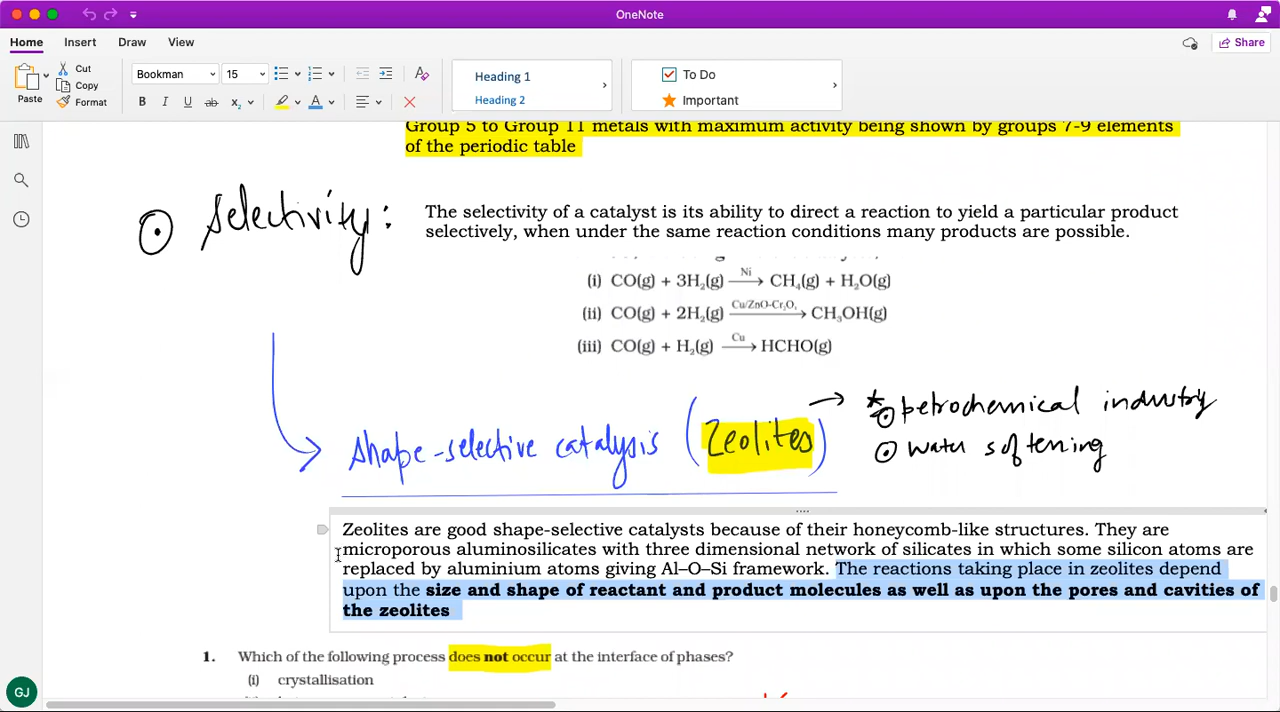 OneNote
Home Insert Draw View Share
Paste Cut Copy Format
Bookman 15
Heading 1
Heading 2
To Do
Important
Group 5 to Group 11 metals with maximum activity being shown by groups 7-9 elements
of the periodic table
Selectivity:
The selectivity of a catalyst is its ability to direct a reaction to yield a particular product
selectively, when under the same reaction conditions many products are possible.
(i) CO(g) + 3H₂(g) —Ni→ CH₄(g) + H₂O(g)
(ii) CO(g) + 2H₂(g) —Cu/ZnO-Cr₂O₃→ CH₃OH(g)
(iii) CO(g) + H₂(g) —Cu→ HCHO(g)
shape-selective catalysis (Zeolites) → * petrochemical industry
water softening
Zeolites are good shape-selective catalysts because of their honeycomb-like structures. They are
microporous aluminosilicates with three dimensional network of silicates in which some silicon atoms are
replaced by aluminium atoms giving Al–O–Si framework. The reactions taking place in zeolites depend
upon the size and shape of reactant and product molecules as well as upon the pores and cavities of
the zeolites
1. Which of the following process does not occur at the interface of phases?
(i) crystallisation
GJ